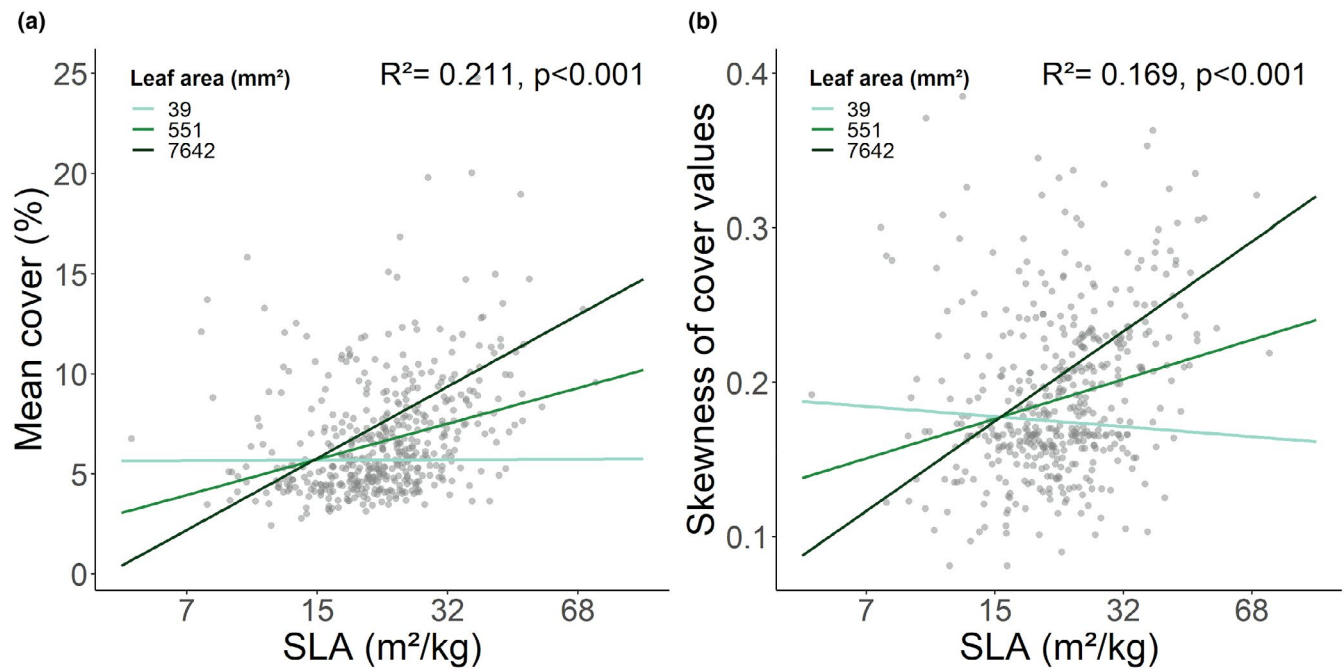 (a)
Leaf area (mm²)
39
551
7642
R²= 0.211, p<0.001
Mean cover (%)
25
20
15
10
5
0
7
15
32
68
SLA (m²/kg)
(b)
Leaf area (mm²)
39
551
7642
R²= 0.169, p<0.001
Skewness of cover values
0.4
0.3
0.2
0.1
7
15
32
68
SLA (m²/kg)